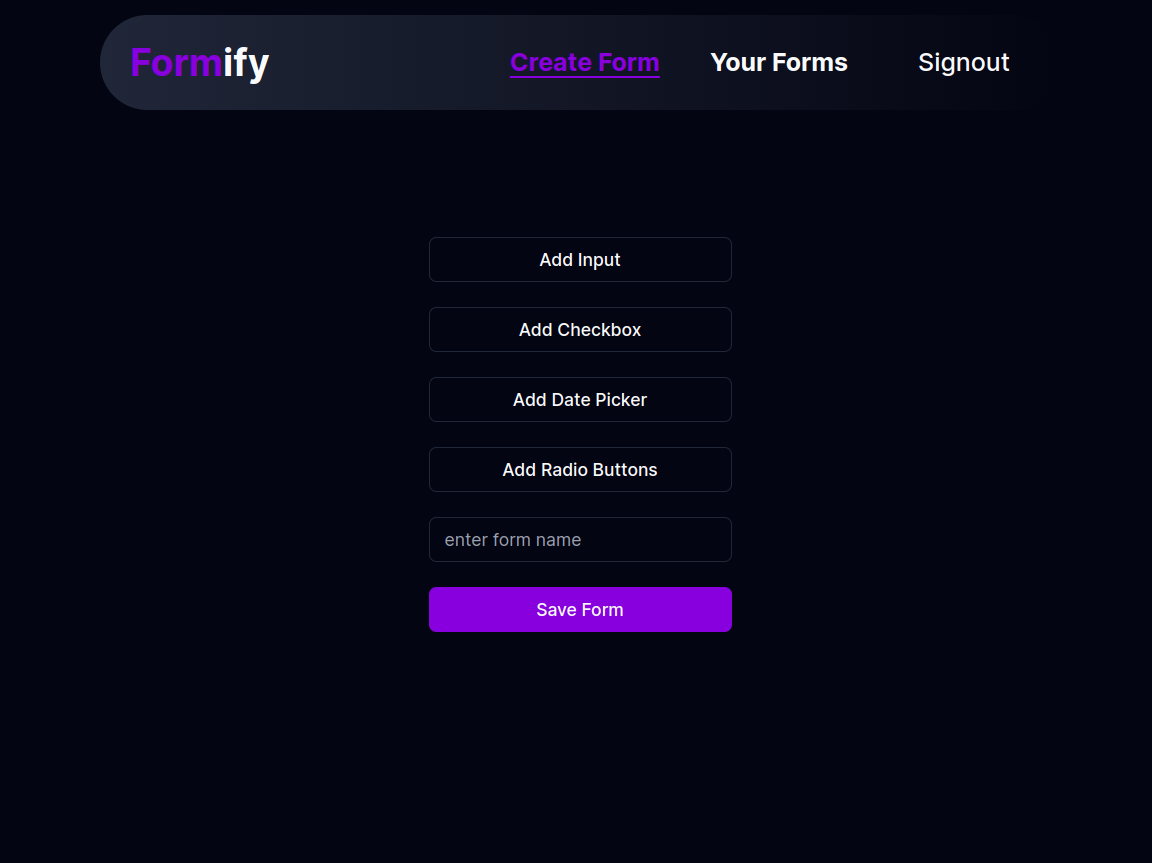 Formify
Create Form
Your Forms
Signout
Add Input
Add Checkbox
Add Date Picker
Add Radio Buttons
enter form name
Save Form